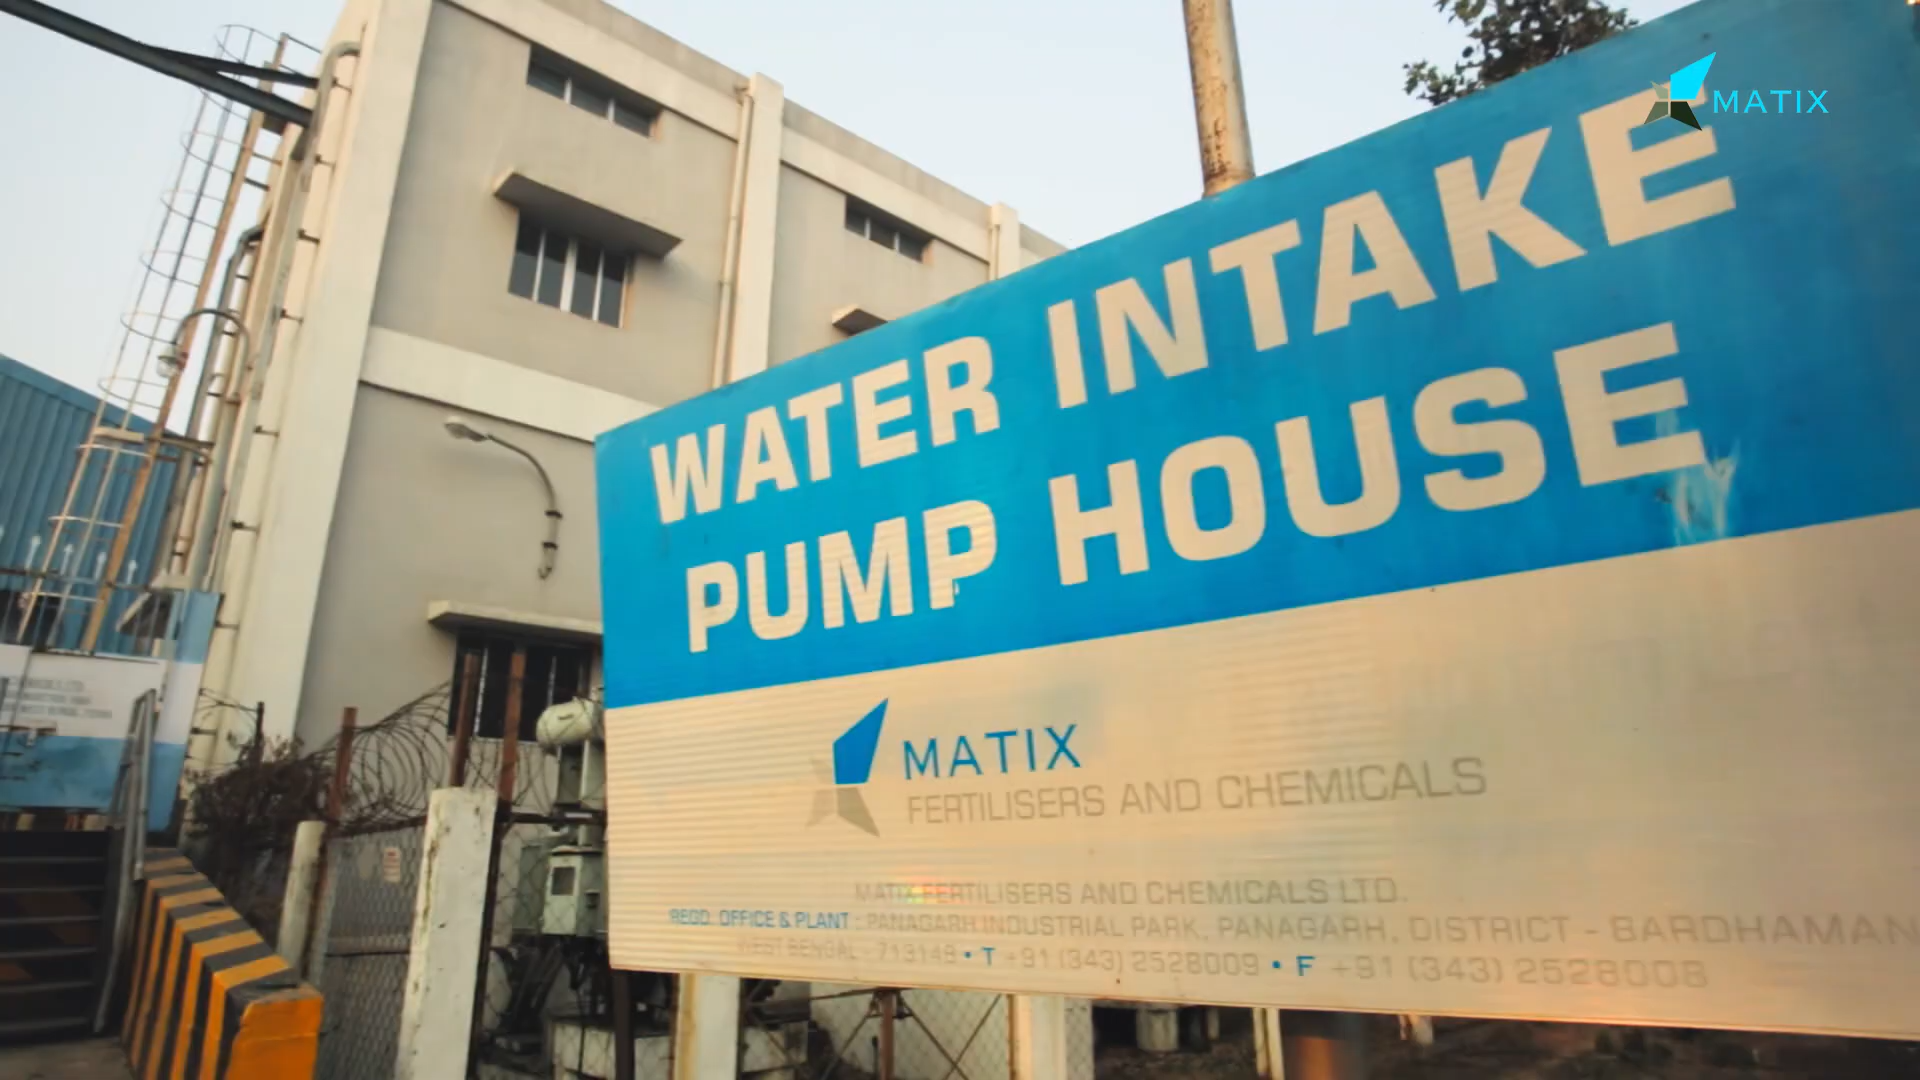 MATIX
WATER INTAKE
PUMP HOUSE
MATIX
FERTILISERS AND CHEMICALS
MATIX FERTILISERS AND CHEMICALS LTD.
REGD. OFFICE & PLANT : PANAGARH INDUSTRIAL PARK, PANAGARH, DISTRICT - BARDHAMAN
WEST BENGAL - 713148 • T +91 (343) 2528009 • F +91 (343) 2528008